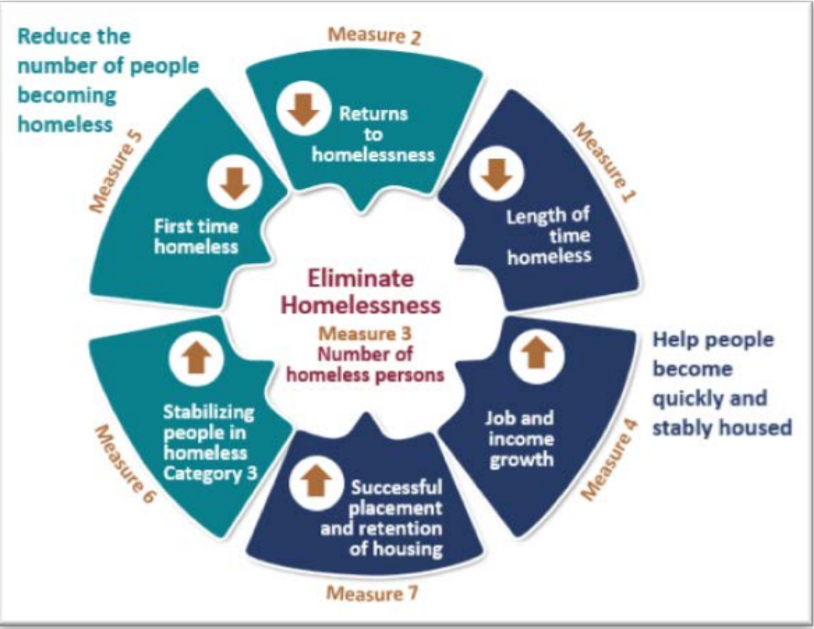 Reduce the
number of people
becoming
homeless
Measure 2
Returns
to
homelessness
Measure 1
Length of
time
homeless
Measure 5
First time
homeless
Eliminate
Homelessness
Measure 3
Number of
homeless persons
Help people
become
quickly and
stably housed
Job and
income
growth
Measure 4
Stabilizing
people in
homeless
Category 3
Measure 6
Successful
placement
and retention
of housing
Measure 7